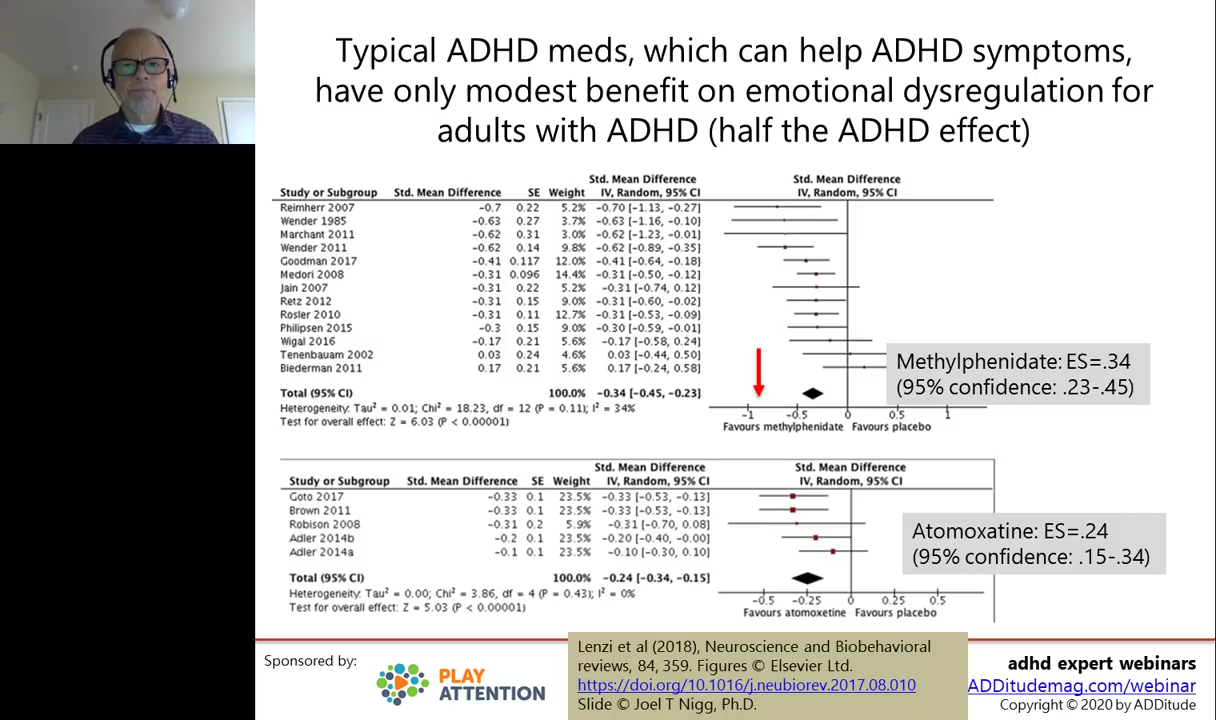 Typical ADHD meds, which can help ADHD symptoms,
have only modest benefit on emotional dysregulation for
adults with ADHD (half the ADHD effect)
Std. Mean Difference Std. Mean Difference
Study or Subgroup Std. Mean Difference SE Weight IV, Random, 95% CI IV, Random, 95% CI
Reimherr 2007 -0.7 0.22 5.2% -0.70 [-1.13, -0.27]
Wender 1985 -0.63 0.27 3.7% -0.63 [-1.16, -0.10]
Marchant 2011 -0.62 0.31 3.0% -0.62 [-1.23, -0.01]
Wender 2011 -0.62 0.14 9.8% -0.62 [-0.89, -0.35]
Goodman 2017 -0.41 0.117 12.0% -0.41 [-0.64, -0.18]
Medori 2008 -0.31 0.096 14.4% -0.31 [-0.50, -0.12]
Jain 2007 -0.31 0.22 5.2% -0.31 [-0.74, 0.12]
Retz 2012 -0.31 0.15 9.0% -0.31 [-0.60, -0.02]
Rosler 2010 -0.31 0.11 12.7% -0.31 [-0.53, -0.09]
Philipsen 2015 -0.3 0.15 9.0% -0.30 [-0.59, -0.01]
Wigal 2016 -0.17 0.21 5.6% -0.17 [-0.58, 0.24]
Tenenbauam 2002 0.03 0.24 4.6% 0.03 [-0.44, 0.50]
Biederman 2011 0.17 0.21 5.6% 0.17 [-0.24, 0.58]
Total (95% CI) 100.0% -0.34 [-0.45, -0.23]
Heterogeneity: Tau² = 0.01; Chi² = 18.23, df = 12 (P = 0.11); I² = 34%
Test for overall effect: Z = 6.03 (P < 0.00001)
-1 -0.5 0 0.5 1
Favours methylphenidate Favours placebo
Methylphenidate: ES=.34
(95% confidence: .23-.45)
Std. Mean Difference Std. Mean Difference
Study or Subgroup Std. Mean Difference SE Weight IV, Random, 95% CI IV, Random, 95% CI
Goto 2017 -0.33 0.1 23.5% -0.33 [-0.53, -0.13]
Brown 2011 -0.33 0.1 23.5% -0.33 [-0.53, -0.13]
Robison 2008 -0.31 0.2 5.9% -0.31 [-0.70, 0.08]
Adler 2014b -0.2 0.1 23.5% -0.20 [-0.40, -0.00]
Adler 2014a -0.1 0.1 23.5% -0.10 [-0.30, 0.10]
Total (95% CI) 100.0% -0.24 [-0.34, -0.15]
Heterogeneity: Tau² = 0.00; Chi² = 3.86, df = 4 (P = 0.43); I² = 0%
Test for overall effect: Z = 5.03 (P < 0.00001)
-0.5 -0.25 0 0.25 0.5
Favours atomoxetine Favours placebo
Atomoxatine: ES=.24
(95% confidence: .15-.34)
Sponsored by:
PLAY
ATTENTION
Lenzi et al (2018), Neuroscience and Biobehavioral
reviews, 84, 359. Figures © Elsevier Ltd.
https://doi.org/10.1016/j.neubiorev.2017.08.010
Slide © Joel T Nigg, Ph.D.
adhd expert webinars
ADDitudemag.com/webinar
Copyright © 2020 by ADDitude